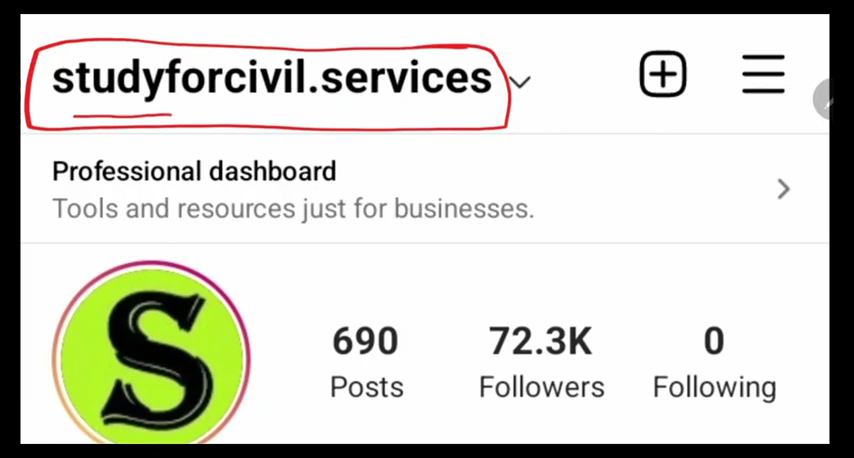 studyforcivil.services
Professional dashboard
Tools and resources just for businesses.
S
690 72.3K 0
Posts Followers Following